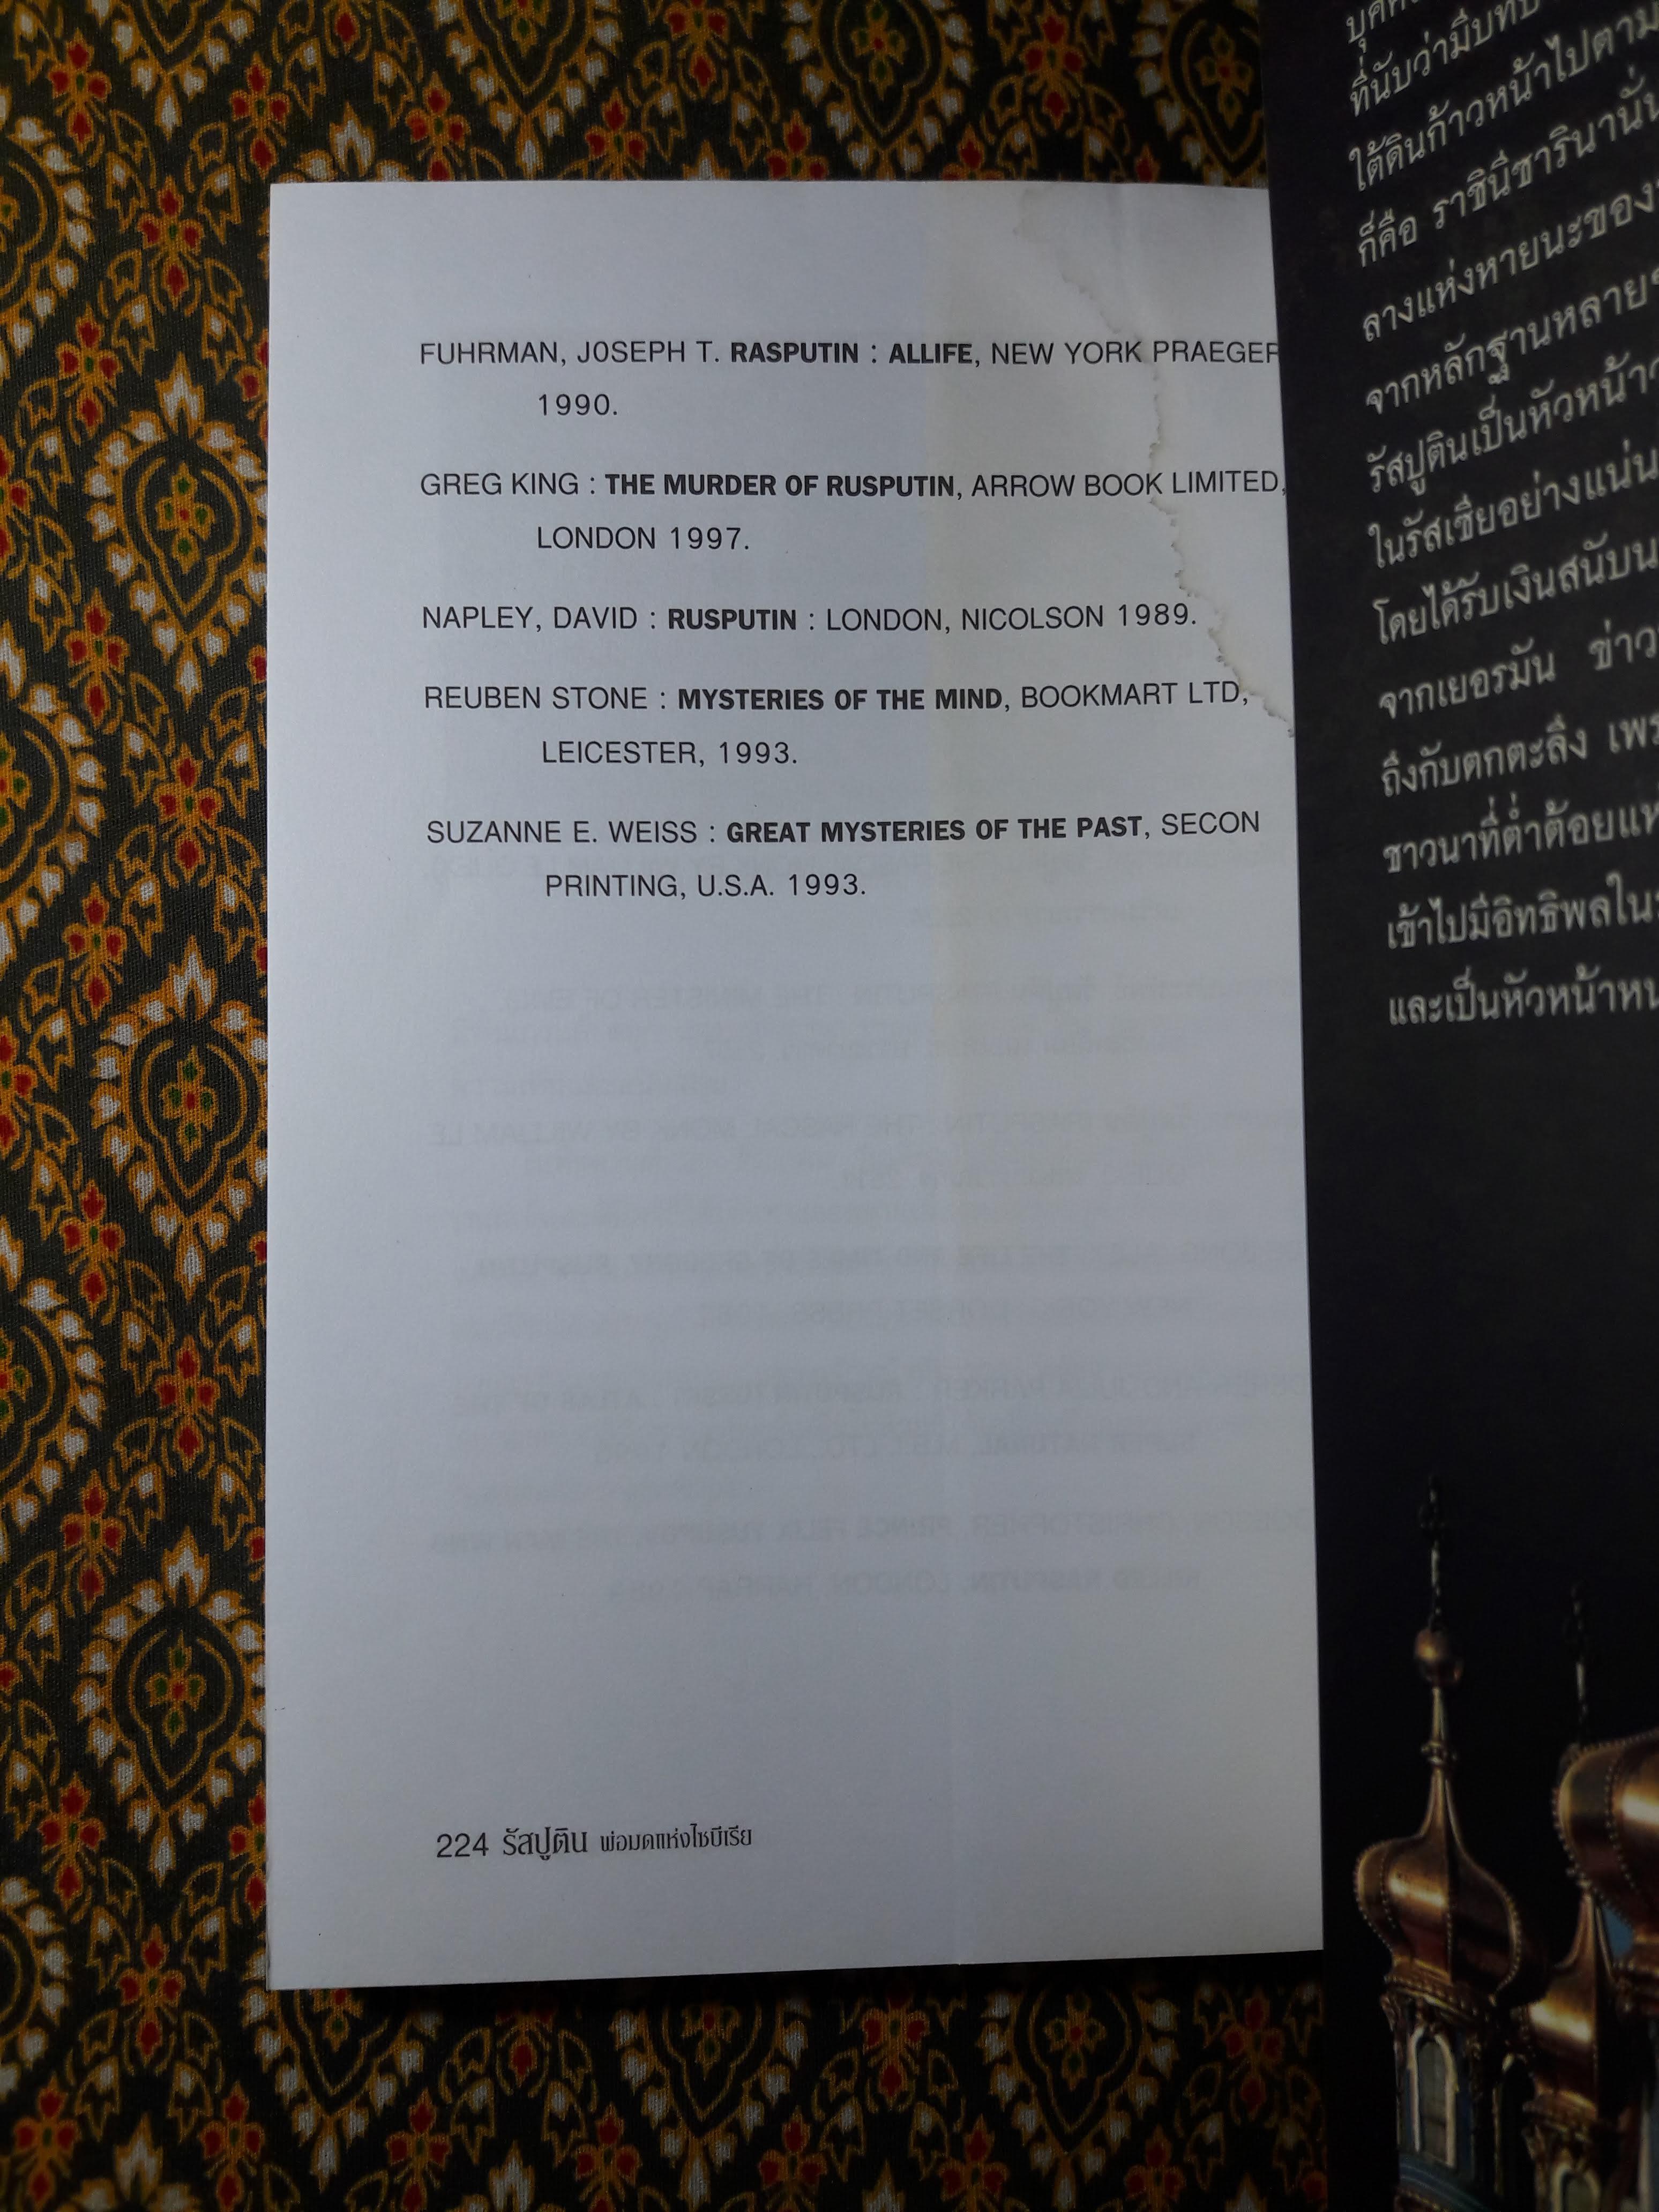 FUHRMAN, JOSEPH T. RASPUTIN : ALLIFE, NEW YORK PRAEGER
1990.
GREG KING : THE MURDER OF RUSPUTIN, ARROW BOOK LIMITED,
LONDON 1997.
NAPLEY, DAVID : RUSPUTIN : LONDON, NICOLSON 1989.
REUBEN STONE : MYSTERIES OF THE MIND, BOOKMART LTD,
LEICESTER, 1993.
SUZANNE E. WEISS : GREAT MYSTERIES OF THE PAST, SECON
PRINTING, U.S.A. 1993.
224 รัสปูติน พ่อมดแห่งไซบีเรีย
ที่นับว่ามีบทบ
ใต้ดินก้าวหน้าไปตาม
ก็คือ ราชินีซารินานั่น
ลางแห่งหายนะของ
จากหลักฐานหลาย
รัสปูตินเป็นหัวหน้า
ในรัสเซียอย่างแน่น
โดยได้รับเงินสนับน
จากเยอรมัน ข่าว
ถึงกับตกตะลึง เพร
ชาวนาที่ต่ำต้อยแห
เข้าไปมีอิทธิพลใน
และเป็นหัวหน้าหน